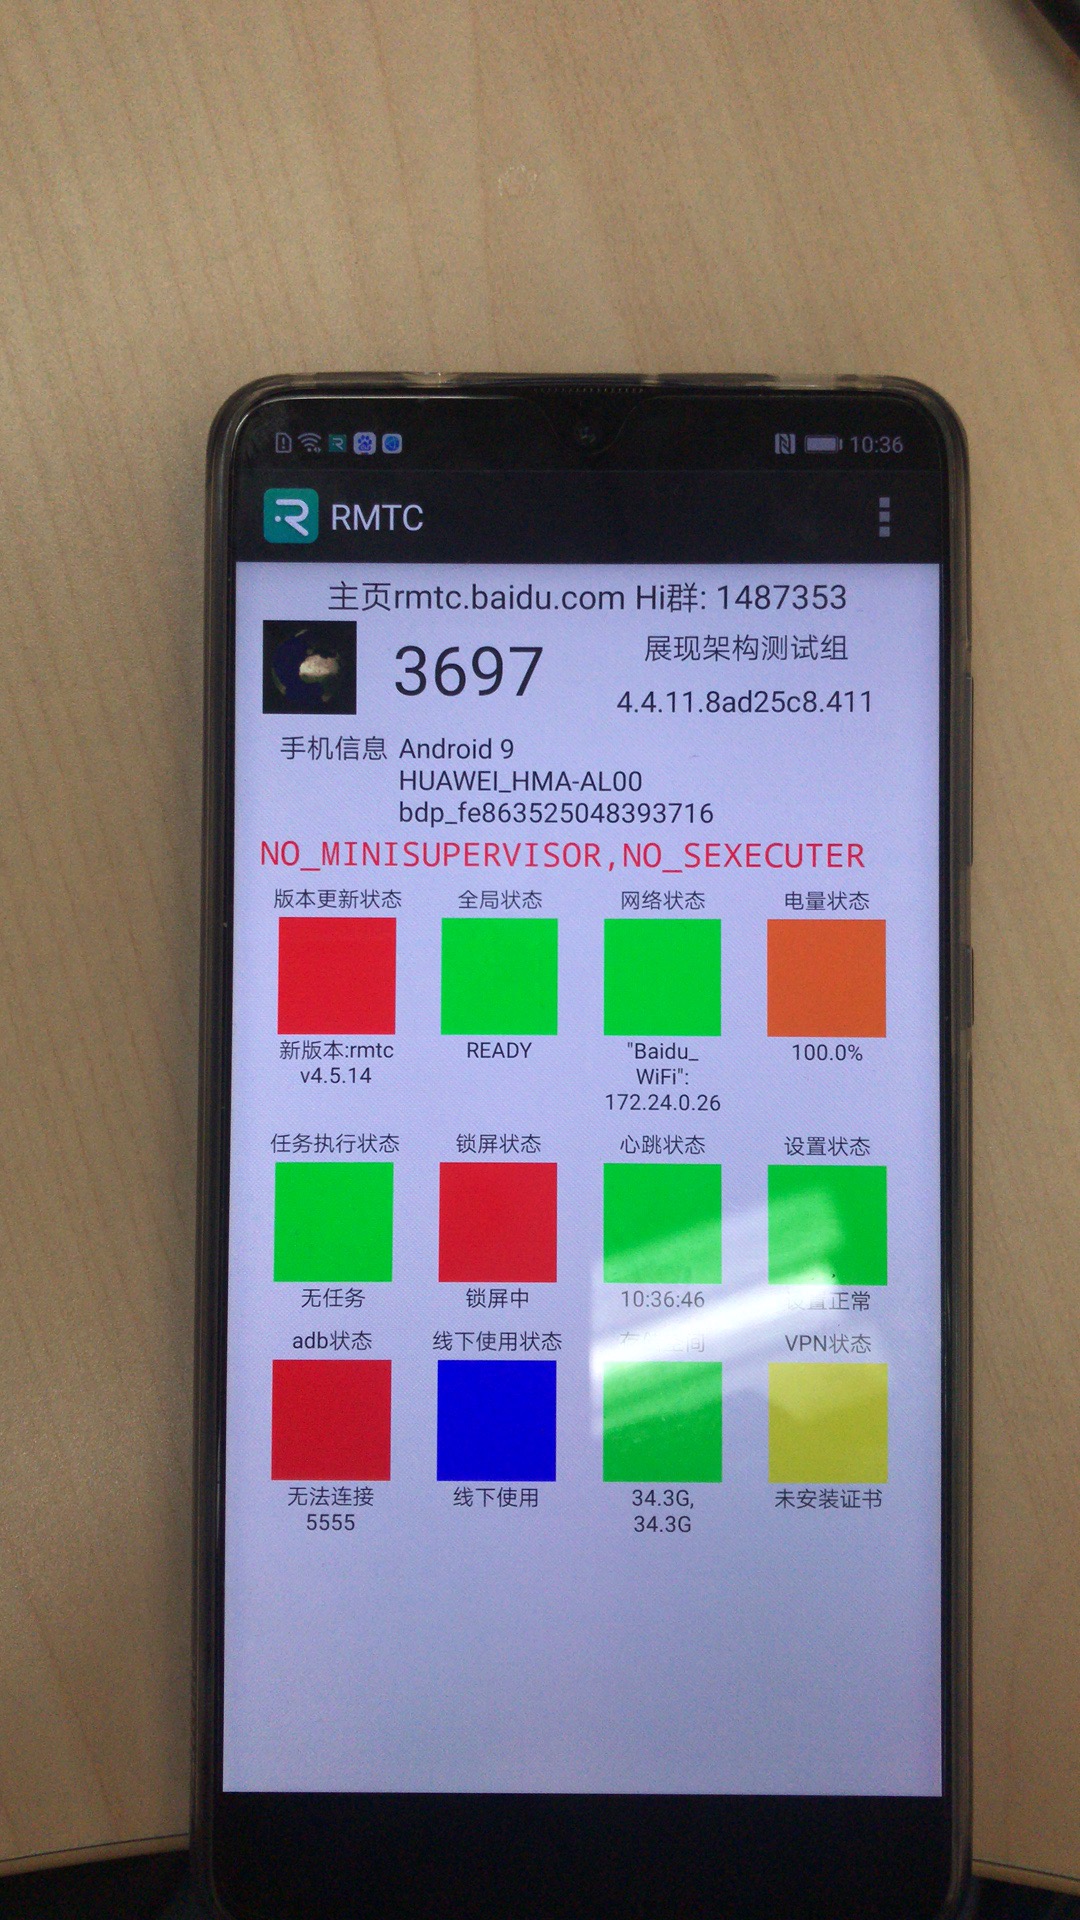 10:36
RMTC
主页rmtc.baidu.com Hi群: 1487353
3697
展现架构测试组
4.4.11.8ad25c8.411
手机信息 Android 9
HUAWEI_HMA-AL00
bdp_fe863525048393716
NO_MINISUPERVISOR,NO_SEXECUTER
版本更新状态 全局状态 网络状态 电量状态
新版本:rmtc
v4.5.14
READY
"Baidu_
WiFi":
172.24.0.26
100.0%
任务执行状态 锁屏状态 心跳状态 设置状态
无任务 锁屏中 10:36:46 设置正常
adb状态 线下使用状态 VPN状态
无法连接
5555
线下使用
34.3G,
34.3G
未安装证书